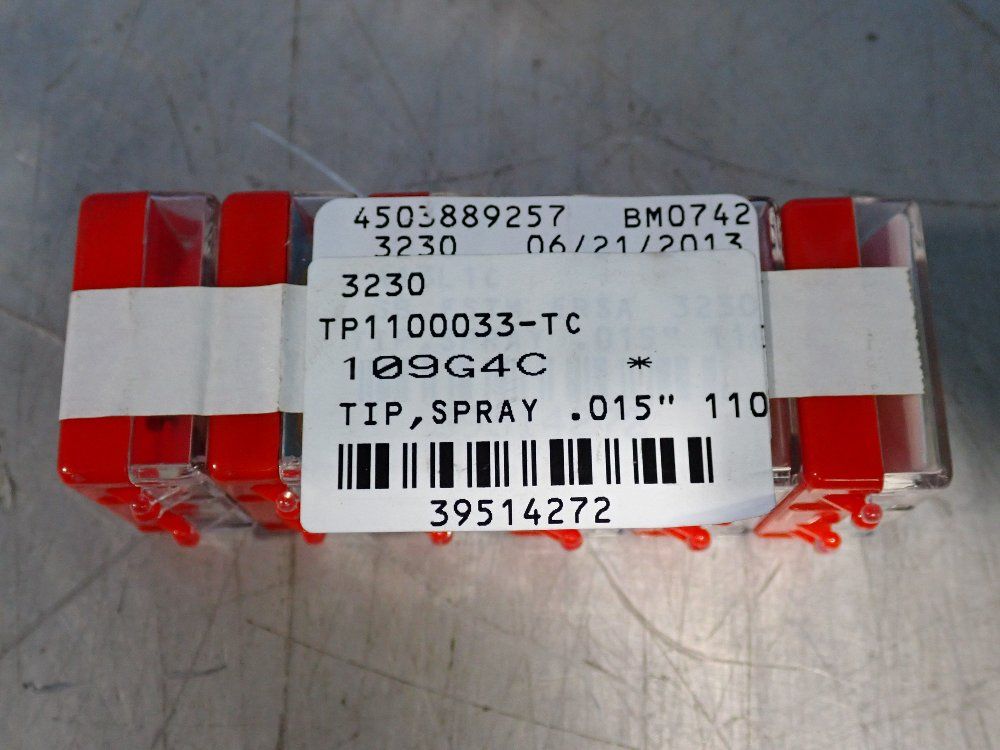 4503889257 BM0742
3230 06/21/2013
3230
TP1100033-TC
109G4C *
TIP,SPRAY .015" 110
39514272